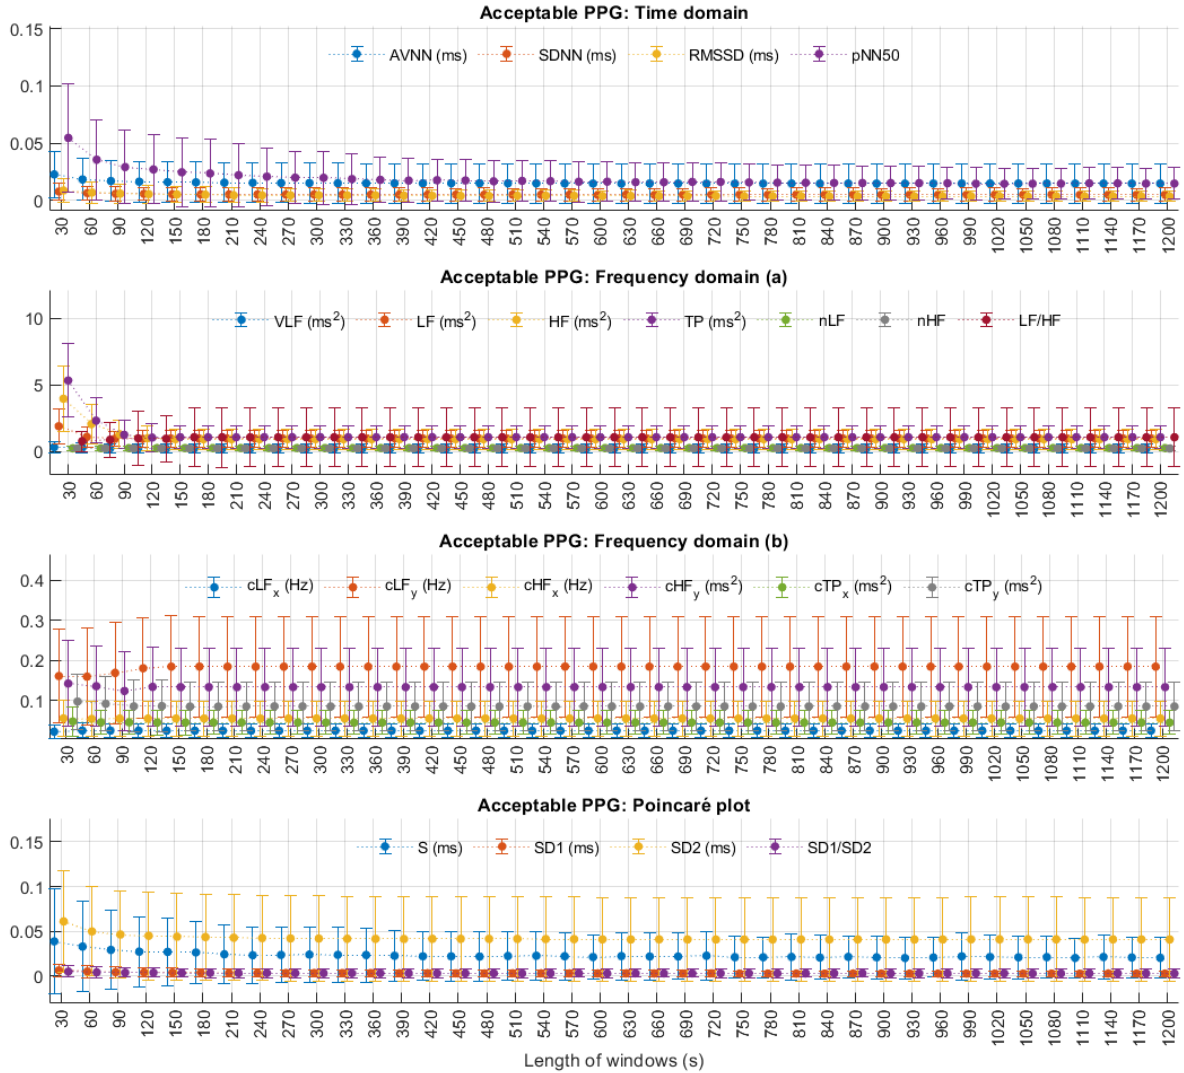 Acceptable PPG: Time domain
0.15
AVNN (ms) SDNN (ms) RMSSD (ms) pNN50
0.1
0.05
0
30 60 90 120 150 180 210 240 270 300 330 360 390 420 450 480 510 540 570 600 630 660 690 720 750 780 810 840 870 900 930 960 990 1020 1050 1080 1110 1140 1170 1200
Acceptable PPG: Frequency domain (a)
10
VLF (ms²) LF (ms²) HF (ms²) TP (ms²) nLF nHF LF/HF
5
0
30 60 90 120 150 180 210 240 270 300 330 360 390 420 450 480 510 540 570 600 630 660 690 720 750 780 810 840 870 900 930 960 990 1020 1050 1080 1110 1140 1170 1200
Acceptable PPG: Frequency domain (b)
0.4
cLFₓ (Hz) cLF_y (Hz) cHFₓ (Hz) cHF_y (ms²) cTPₓ (ms²) cTP_y (ms²)
0.3
0.2
0.1
30 60 90 120 150 180 210 240 270 300 330 360 390 420 450 480 510 540 570 600 630 660 690 720 750 780 810 840 870 900 930 960 990 1020 1050 1080 1110 1140 1170 1200
Acceptable PPG: Poincaré plot
0.15
S (ms) SD1 (ms) SD2 (ms) SD1/SD2
0.1
0.05
0
30 60 90 120 150 180 210 240 270 300 330 360 390 420 450 480 510 540 570 600 630 660 690 720 750 780 810 840 870 900 930 960 990 1020 1050 1080 1110 1140 1170 1200
Length of windows (s)